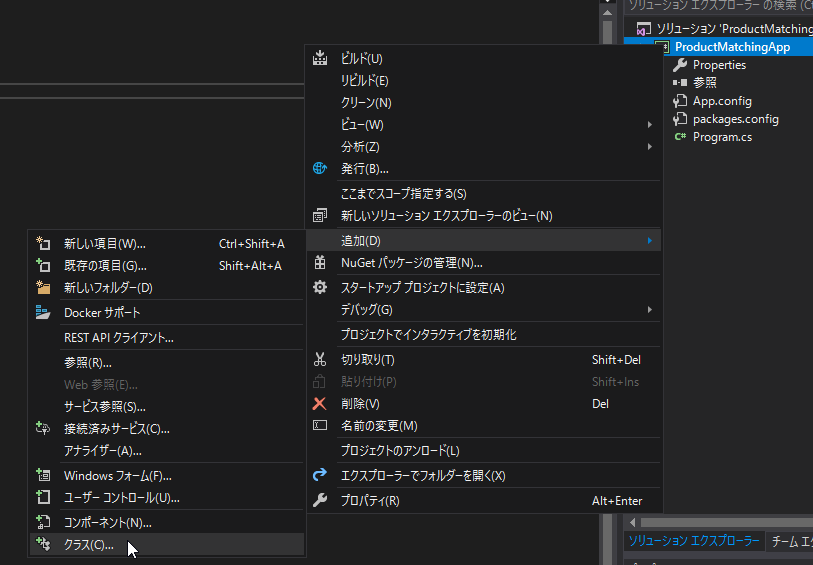 ソリューション エクスプローラー の検索 (Ct
ソリューション 'ProductMatching
ProductMatchingApp
Properties
参照
App.config
packages.config
C# Program.cs
ビルド(U)
リビルド(E)
クリーン(N)
ビュー(W)
分析(Z)
発行(B)...
ここまでスコープ指定する(S)
新しいソリューション エクスプローラーのビュー(N)
追加(D)
NuGet パッケージの管理(N)...
スタートアップ プロジェクトに設定(A)
デバッグ(G)
プロジェクトでインタラクティブを初期化
切り取り(T) Shift+Del
貼り付け(P) Shift+Ins
削除(V) Del
名前の変更(M)
プロジェクトのアンロード(L)
エクスプローラーでフォルダーを開く(X)
プロパティ(R) Alt+Enter
新しい項目(W)... Ctrl+Shift+A
既存の項目(G)... Shift+Alt+A
新しいフォルダー(D)
Docker サポート
REST API クライアント...
参照(R)...
Web 参照(E)...
サービス参照(S)...
接続済みサービス(C)...
アナライザー(A)...
Windows フォーム(F)...
ユーザー コントロール(U)...
コンポーネント(N)...
クラス(C)...
ソリューション エクスプローラー チーム エク